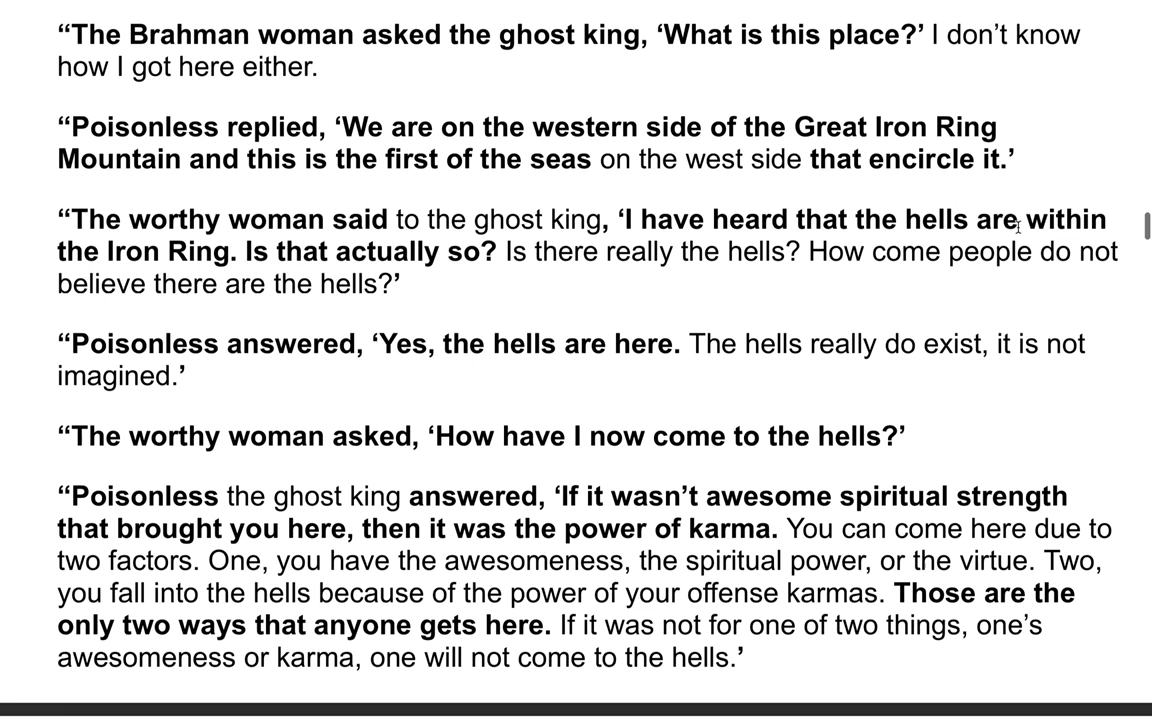 “The Brahman woman asked the ghost king, ‘What is this place?’ I don’t know
how I got here either.
“Poisonless replied, ‘We are on the western side of the Great Iron Ring
Mountain and this is the first of the seas on the west side that encircle it.’
“The worthy woman said to the ghost king, ‘I have heard that the hells are within
the Iron Ring. Is that actually so? Is there really the hells? How come people do not
believe there are the hells?’
“Poisonless answered, ‘Yes, the hells are here. The hells really do exist, it is not
imagined.’
“The worthy woman asked, ‘How have I now come to the hells?’
“Poisonless the ghost king answered, ‘If it wasn’t awesome spiritual strength
that brought you here, then it was the power of karma. You can come here due to
two factors. One, you have the awesomeness, the spiritual power, or the virtue. Two,
you fall into the hells because of the power of your offense karmas. Those are the
only two ways that anyone gets here. If it was not for one of two things, one’s
awesomeness or karma, one will not come to the hells.’